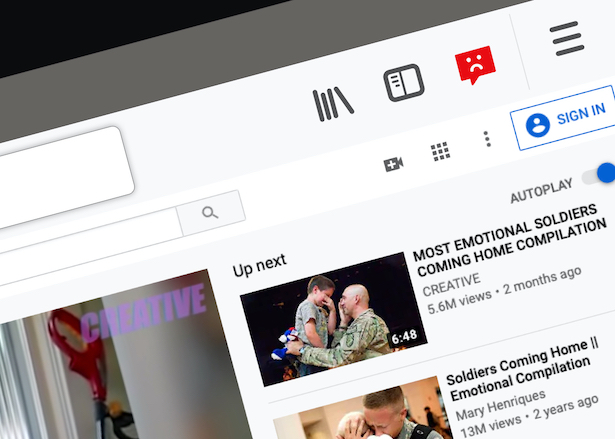 SIGN IN
AUTOPLAY
Up next
CREATIVE
MOST EMOTIONAL SOLDIERS
COMING HOME COMPILATION
CREATIVE
5.6M views • 2 months ago
6:48
Soldiers Coming Home ||
Emotional Compilation
Mary Henriques
13M views • 2 years ago